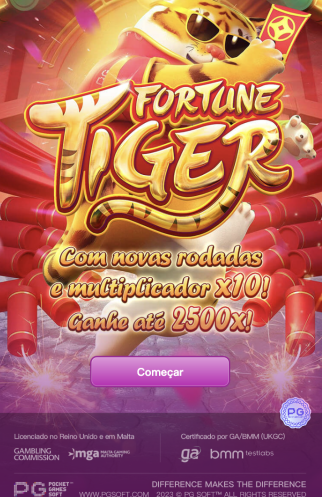 FORTUNE
TIGER
Com novas rodadas
e multiplicador x10!
Ganhe até 2500x!
Começar
PG
Licenciado no Reino Unido e em Malta
Certificado por GA/BMM (UKGC)
GAMBLING COMMISSION
mga MALTA GAMING AUTHORITY
ga
bmm testlabs
PG POCKET GAMES SOFT
DIFFERENCE MAKES THE DIFFERENCE
WWW.PGSOFT.COM 2023 © PG SOFT ALL RIGHTS RESERVED